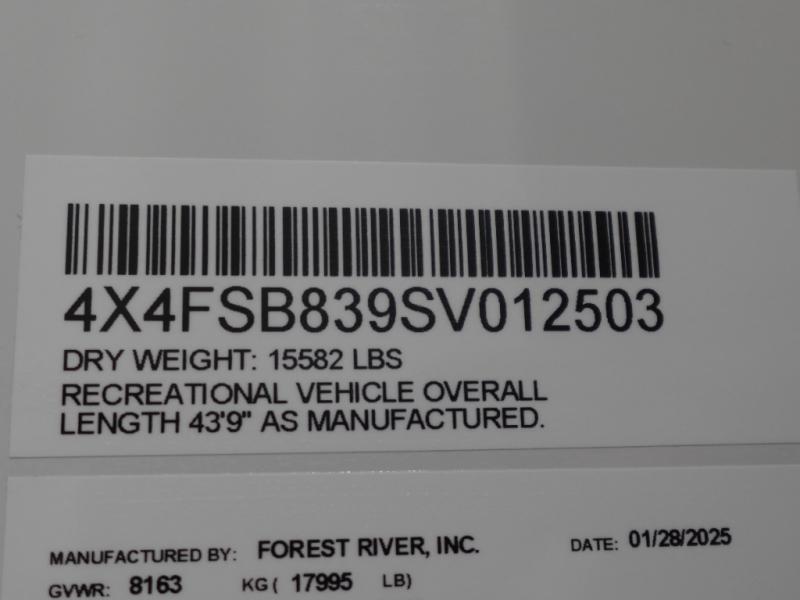 4X4FSB839SV012503
DRY WEIGHT: 15582 LBS
RECREATIONAL VEHICLE OVERALL
LENGTH 43'9" AS MANUFACTURED.
MANUFACTURED BY: FOREST RIVER, INC. DATE: 01/28/2025
GVWR: 8163 KG ( 17995 LB)